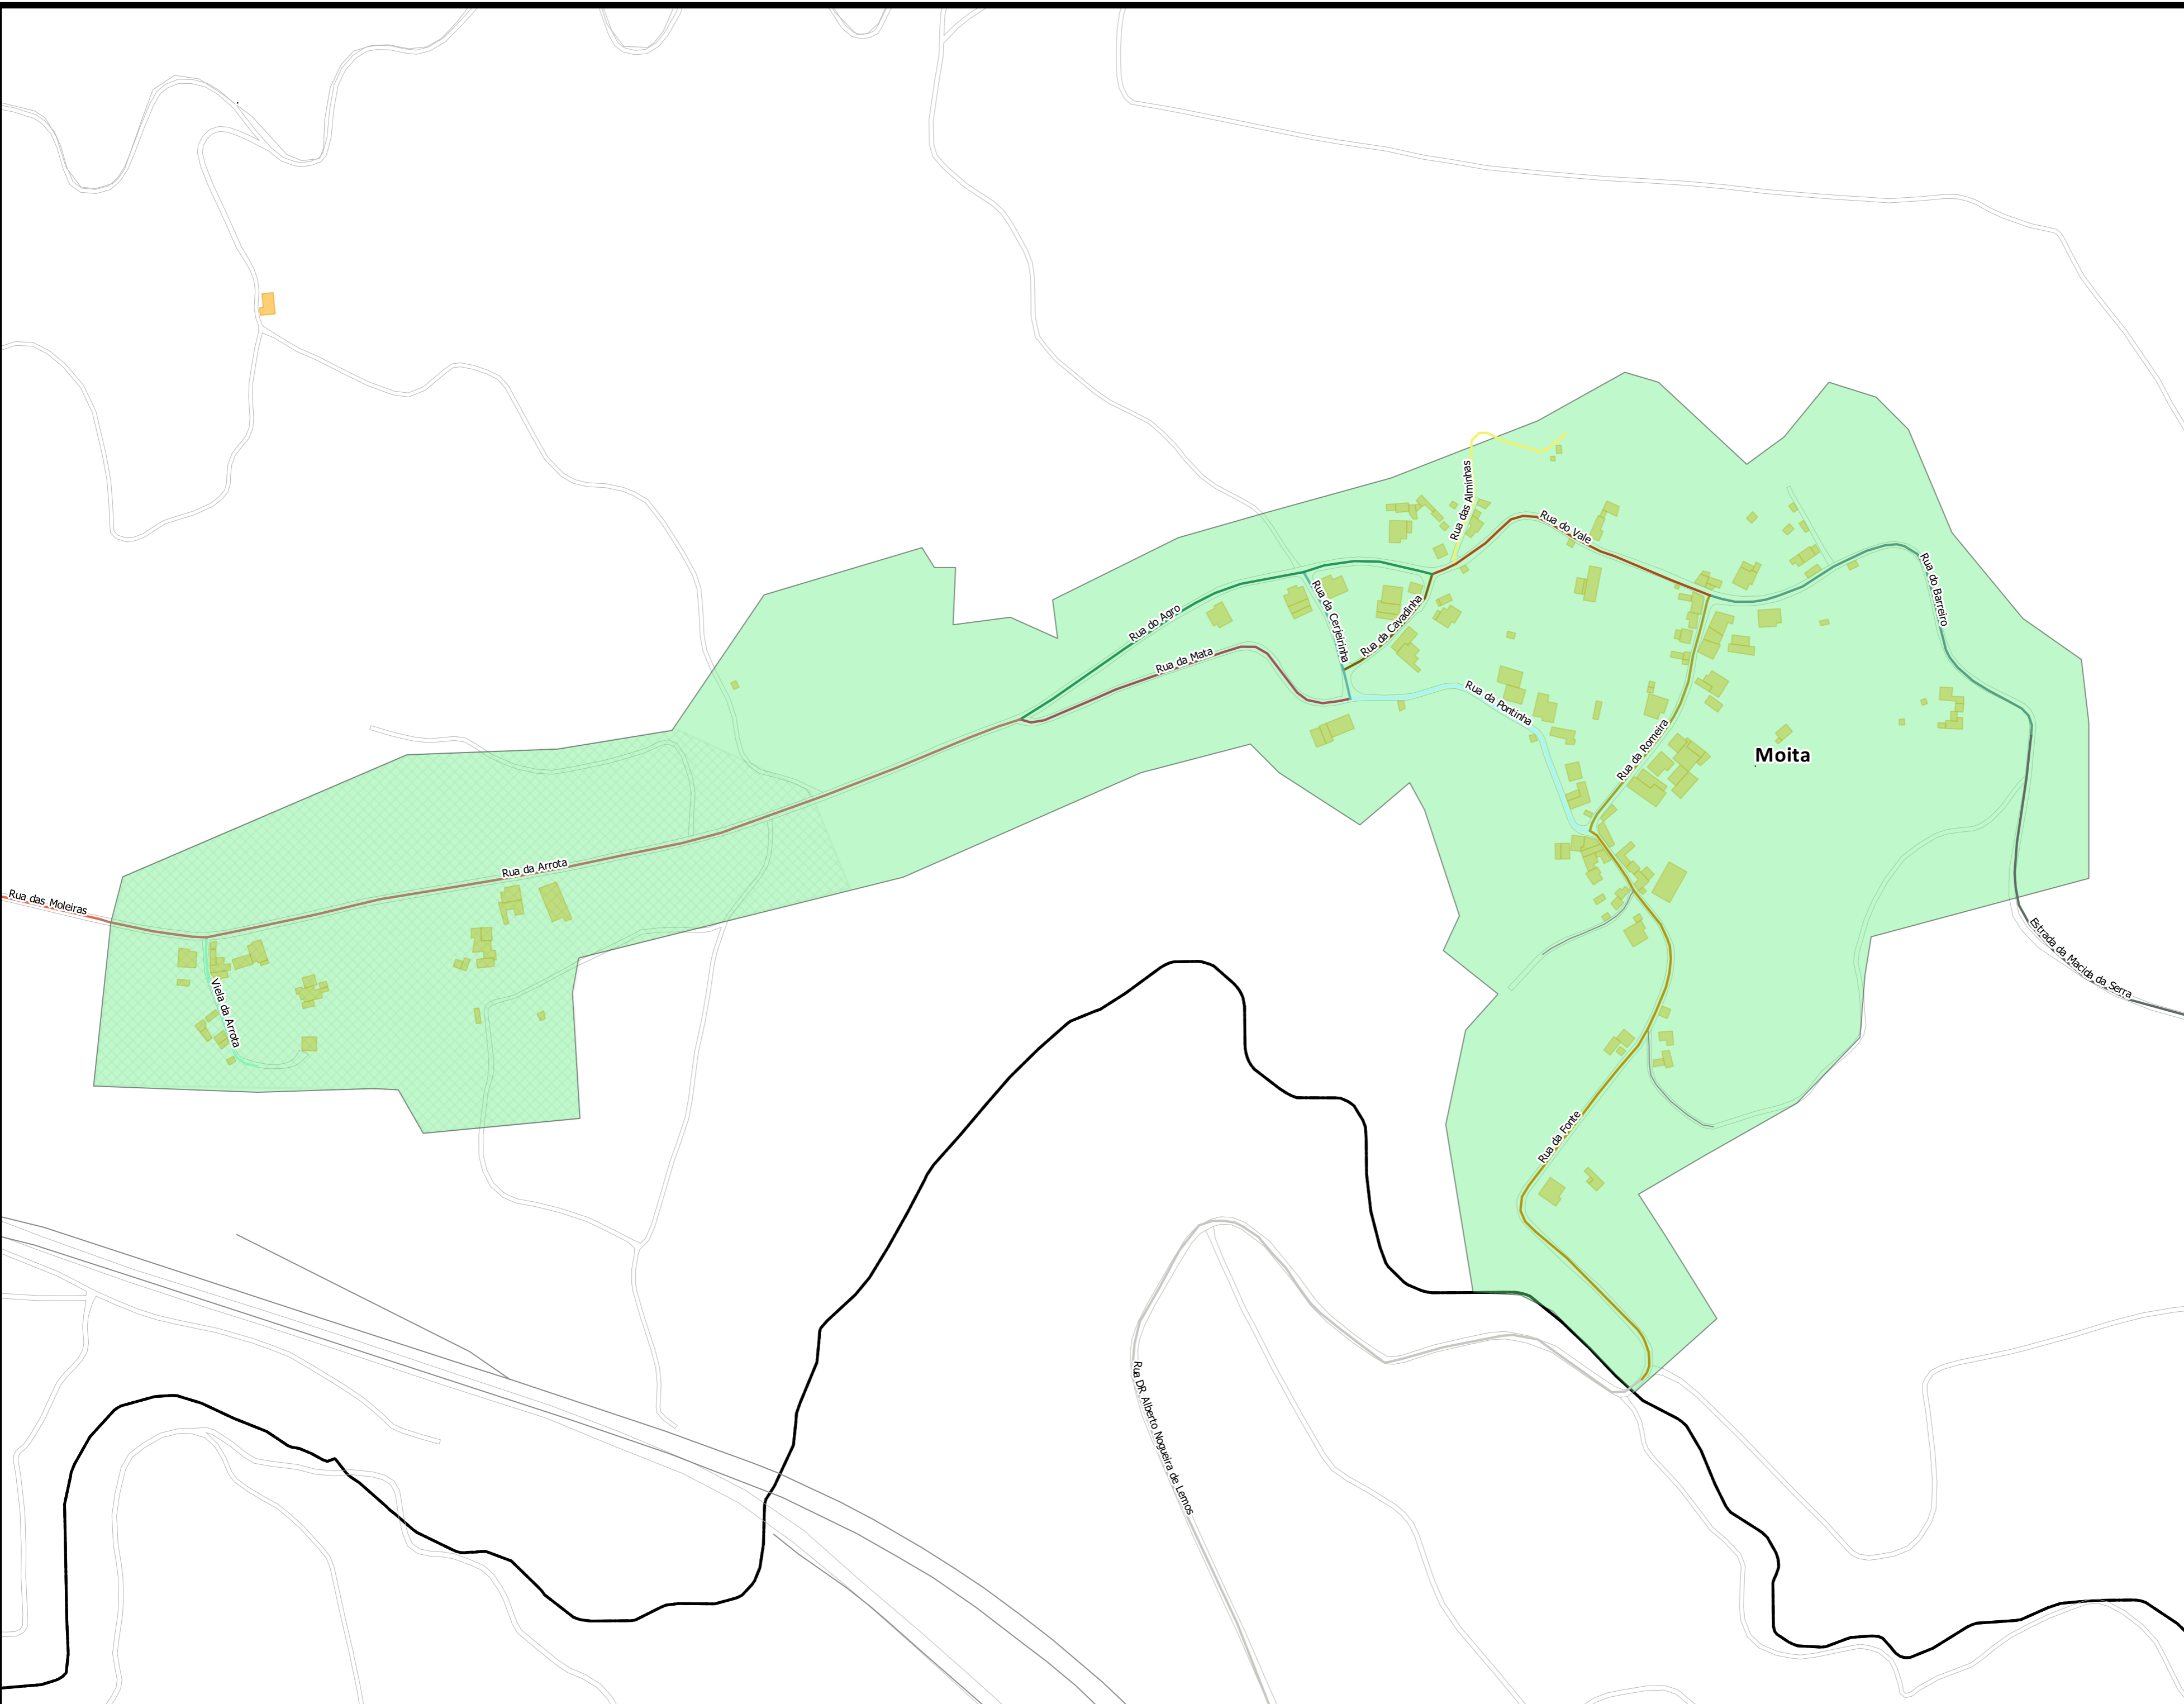 Rua das Alminhas
Rua do Vale
Rua do Barreiro
Rua da Cerjeirinha
Rua da Cavadinha
Rua do Agro
Rua da Mata
Rua da Pontinha
Rua da Romeira
Moita
Rua da Arrota
Rua das Moleiras
Viela da Arrota
Estrada da Macida da Serra
Rua da Fonte
Rua DR. Alberto Nogueira de Lemos